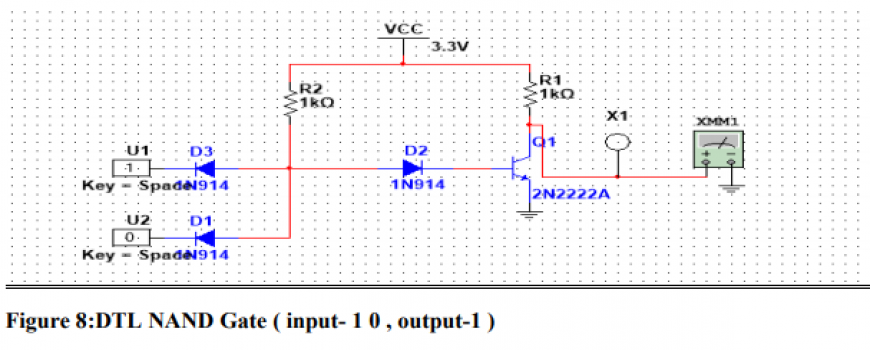 VCC
3.3V
R2
1kΩ
R1
1kΩ
X1
XMM1
Q1
U1
D3
D2
1
Key = Space
1N914
1N914
2N2222A
U2
D1
0
Key = Space
1N914
Figure 8:DTL NAND Gate ( input- 1 0 , output-1 )